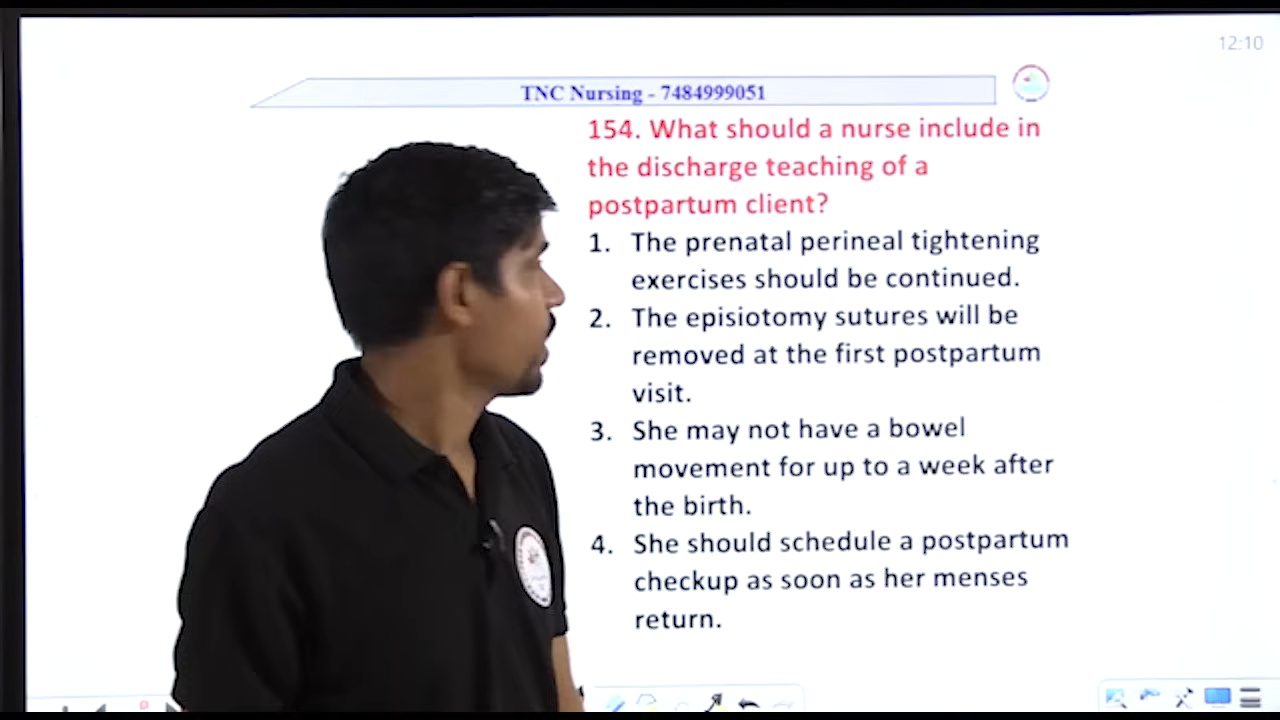 12:10
TNC Nursing - 7484999051
154. What should a nurse include in
the discharge teaching of a
postpartum client?
1. The prenatal perineal tightening
exercises should be continued.
2. The episiotomy sutures will be
removed at the first postpartum
visit.
3. She may not have a bowel
movement for up to a week after
the birth.
4. She should schedule a postpartum
checkup as soon as her menses
return.